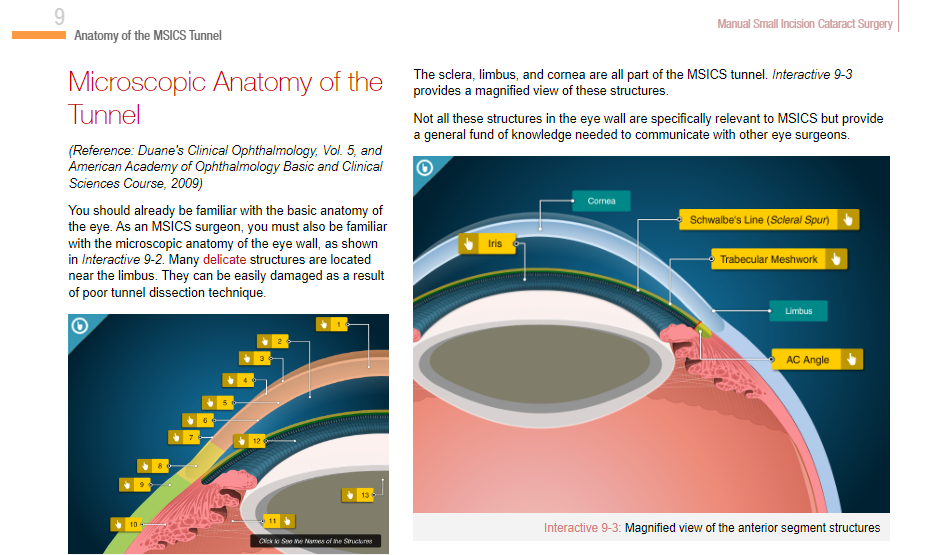 9
Anatomy of the MSICS Tunnel
Manual Small Incision Cataract Surgery
Microscopic Anatomy of the
Tunnel
(Reference: Duane's Clinical Ophthalmology, Vol. 5, and
American Academy of Ophthalmology Basic and Clinical
Sciences Course, 2009)
You should already be familiar with the basic anatomy of
the eye. As an MSICS surgeon, you must also be familiar
with the microscopic anatomy of the eye wall, as shown
in Interactive 9-2. Many delicate structures are located
near the limbus. They can be easily damaged as a result
of poor tunnel dissection technique.
1
2
3
4
5
6
7
12
8
9
13
10
11
Click to See the Names of the Structures
The sclera, limbus, and cornea are all part of the MSICS tunnel. Interactive 9-3
provides a magnified view of these structures.
Not all these structures in the eye wall are specifically relevant to MSICS but provide
a general fund of knowledge needed to communicate with other eye surgeons.
Cornea
Schwalbe's Line (Scleral Spur)
Iris
Trabecular Meshwork
Limbus
AC Angle
Interactive 9-3: Magnified view of the anterior segment structures